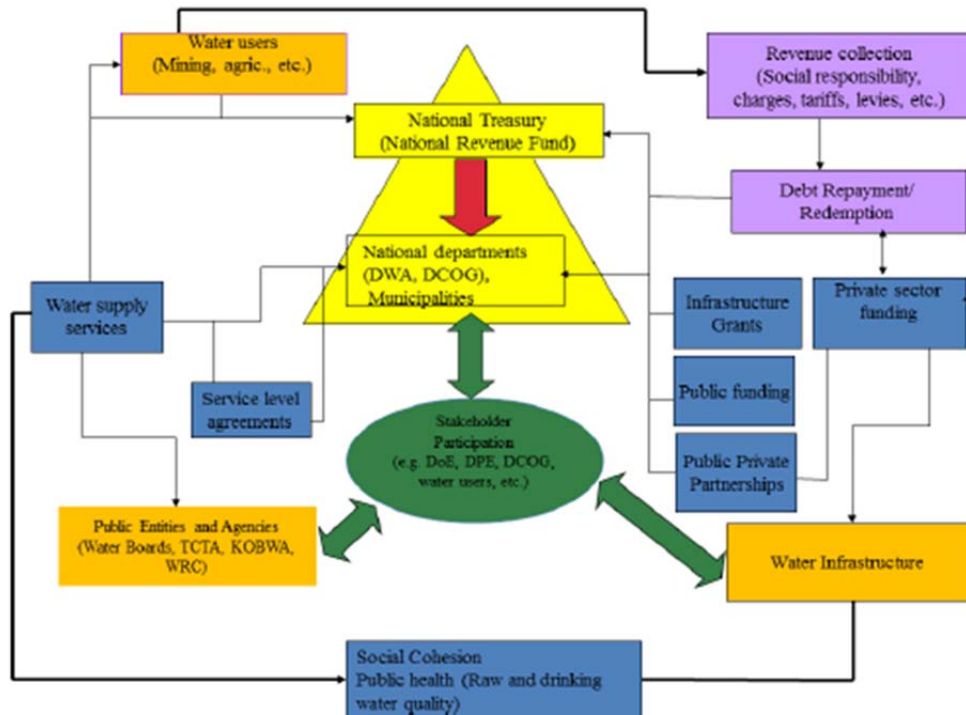 Water users
(Mining, agric., etc.)
Revenue collection
(Social responsibility,
charges, tariffs, levies, etc.)
National Treasury
(National Revenue Fund)
Debt Repayment/
Redemption
National departments
(DWA, DCOG),
Municipalities
Water supply
services
Infrastructure
Grants
Private sector
funding
Service level
agreements
Public funding
Stakeholder
Participation
(e.g. DoE, DPE, DCOG,
water users, etc.)
Public Private
Partnerships
Public Entities and Agencies
(Water Boards, TCTA, KOBWA,
WRC)
Water Infrastructure
Social Cohesion
Public health (Raw and drinking
water quality)